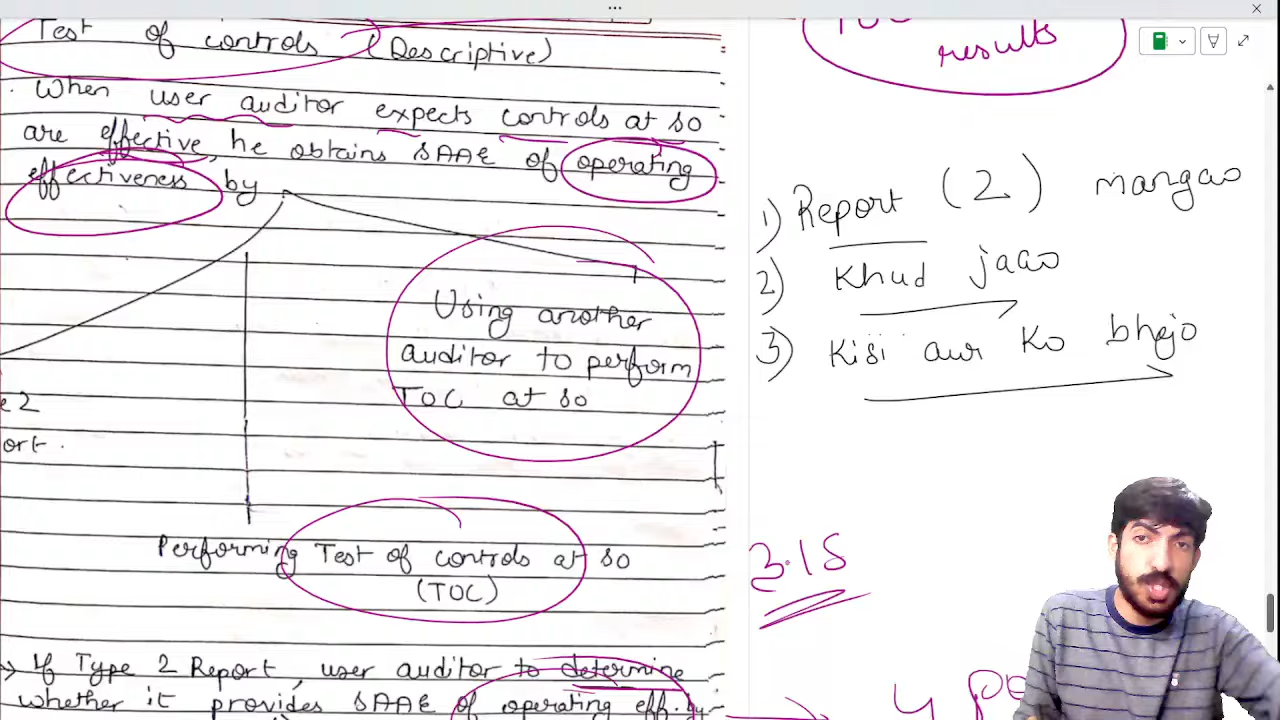 Test of controls (Descriptive)
When user auditor expects controls at SO
are effective, he obtains SAAE of operating
effectiveness by
Using another
auditor to perform
TOC at SO
e 2
ort.
Performing Test of controls at SO
(TOC)
→ If Type 2 Report, user auditor to determine
whether it provides SAAE of operating eff. by
results
1) Report (2) mangao
2) Khud jaao
3) Kisi aur ko bhejo
3.15